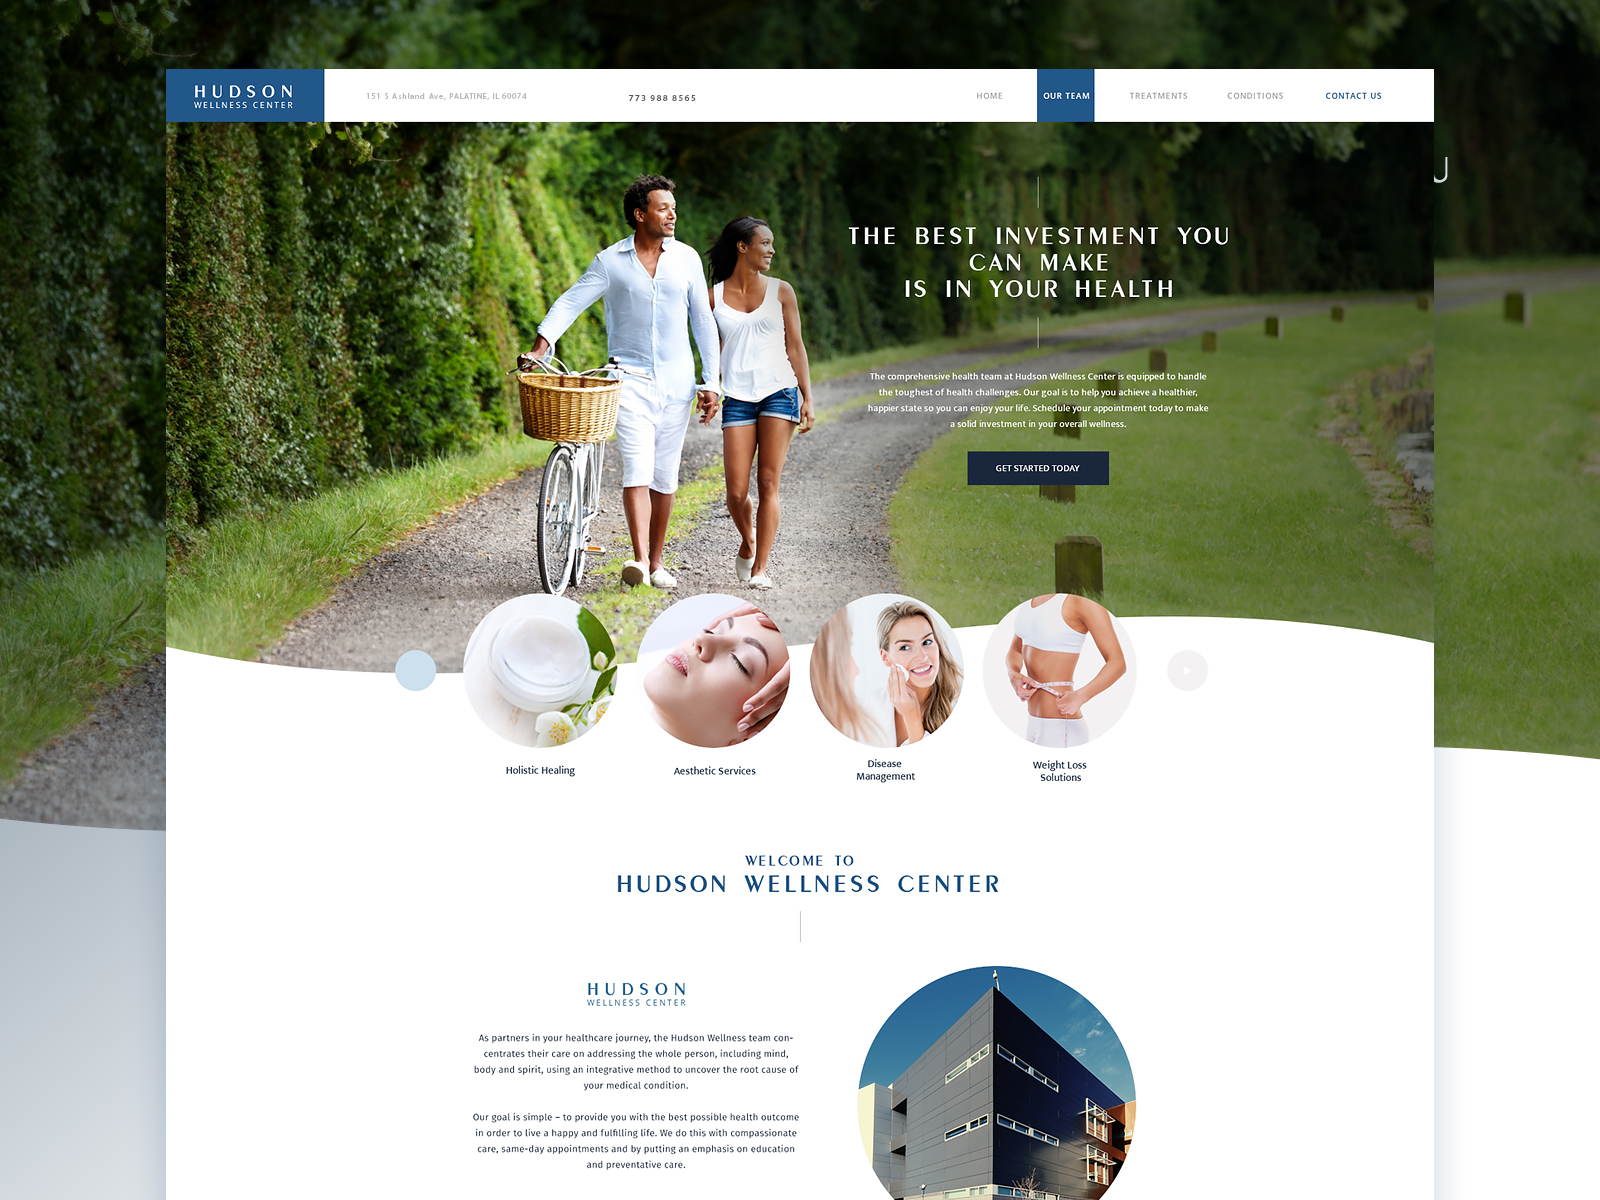 HUDSON
WELLNESS CENTER
151 S Ashland Ave, PALATINE, IL 60074
773 988 8565
HOME
OUR TEAM
TREATMENTS
CONDITIONS
CONTACT US
U
THE BEST INVESTMENT YOU
CAN MAKE
IS IN YOUR HEALTH
The comprehensive health team at Hudson Wellness Center is equipped to handle
the toughest of health challenges. Our goal is to help you achieve a healthier,
happier state so you can enjoy your life. Schedule your appointment today to make
a solid investment in your overall wellness.
GET STARTED TODAY
Holistic Healing
Aesthetic Services
Disease
Management
Weight Loss
Solutions
WELCOME TO
HUDSON WELLNESS CENTER
HUDSON
WELLNESS CENTER
As partners in your healthcare journey, the Hudson Wellness team con-
centrates their care on addressing the whole person, including mind,
body and spirit, using an integrative method to uncover the root cause of
your medical condition.
Our goal is simple – to provide you with the best possible health outcome
in order to live a happy and fulfilling life. We do this with compassionate
care, same-day appointments and by putting an emphasis on education
and preventative care.